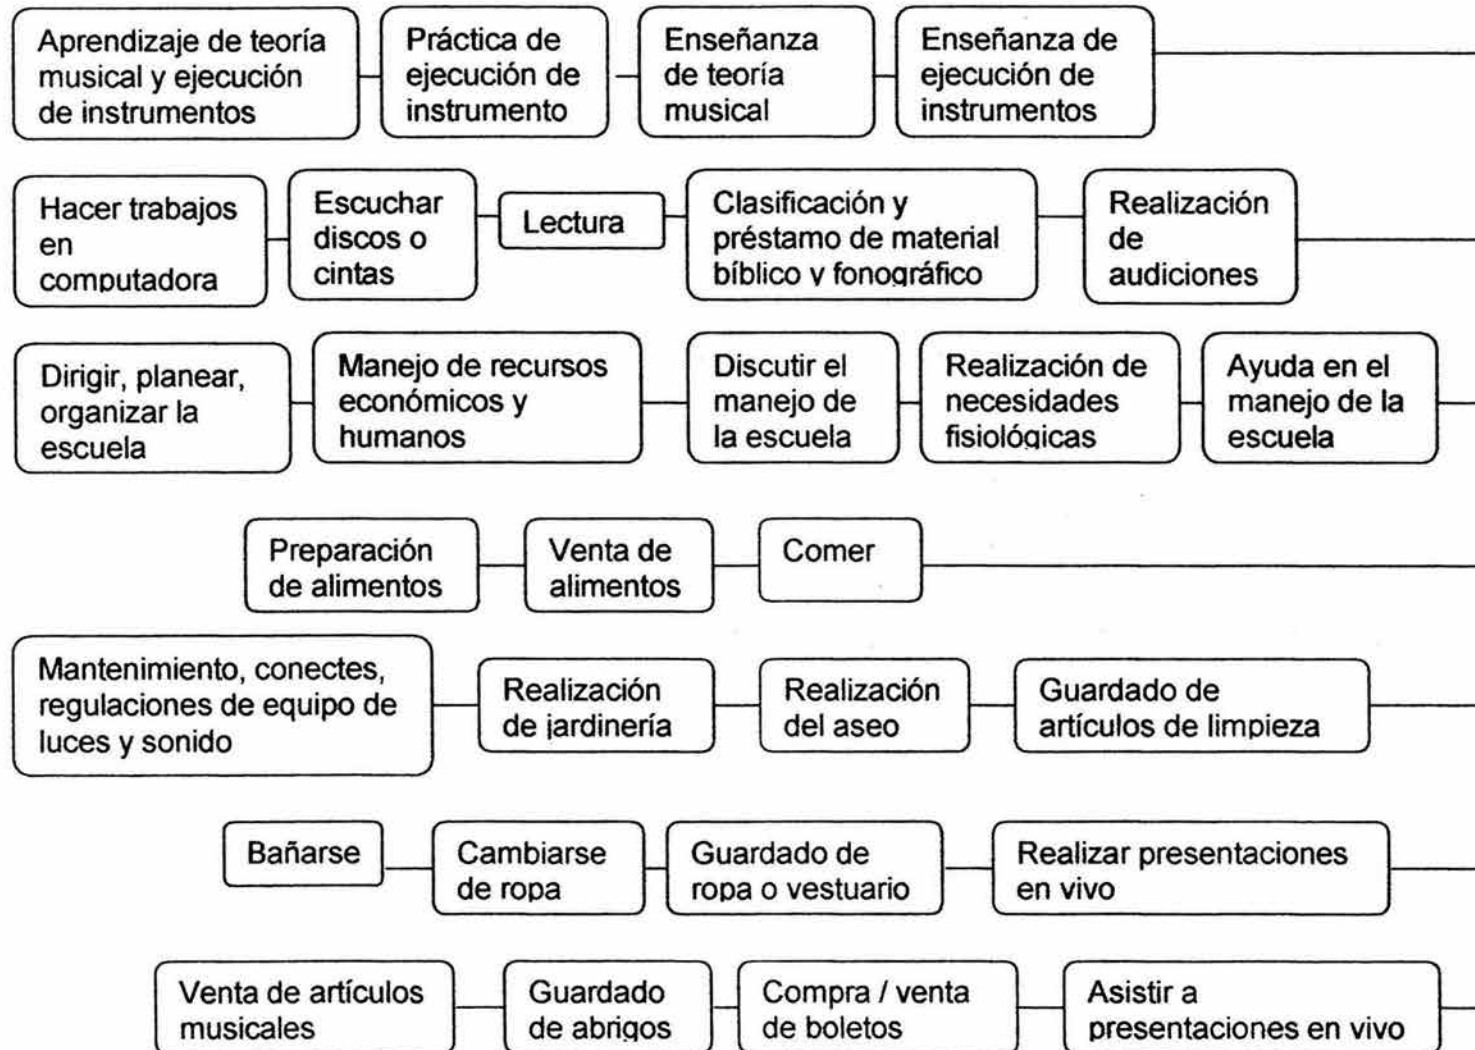 Aprendizaje de teoría
musical y ejecución
de instrumentos
Práctica de
ejecución de
instrumento
Enseñanza
de teoría
musical
Enseñanza de
ejecución de
instrumentos
Hacer trabajos
en
computadora
Escuchar
discos o
cintas
Lectura
Clasificación y
préstamo de material
bíblico y fonográfico
Realización
de
audiciones
Dirigir, planear,
organizar la
escuela
Manejo de recursos
económicos y
humanos
Discutir el
manejo de
la escuela
Realización de
necesidades
fisiológicas
Ayuda en el
manejo de la
escuela
Preparación
de alimentos
Venta de
alimentos
Comer
Mantenimiento, conectes,
regulaciones de equipo de
luces y sonido
Realización
de jardinería
Realización
del aseo
Guardado de
artículos de limpieza
Bañarse
Cambiarse
de ropa
Guardado de
ropa o vestuario
Realizar presentaciones
en vivo
Venta de artículos
musicales
Guardado
de abrigos
Compra / venta
de boletos
Asistir a
presentaciones en vivo